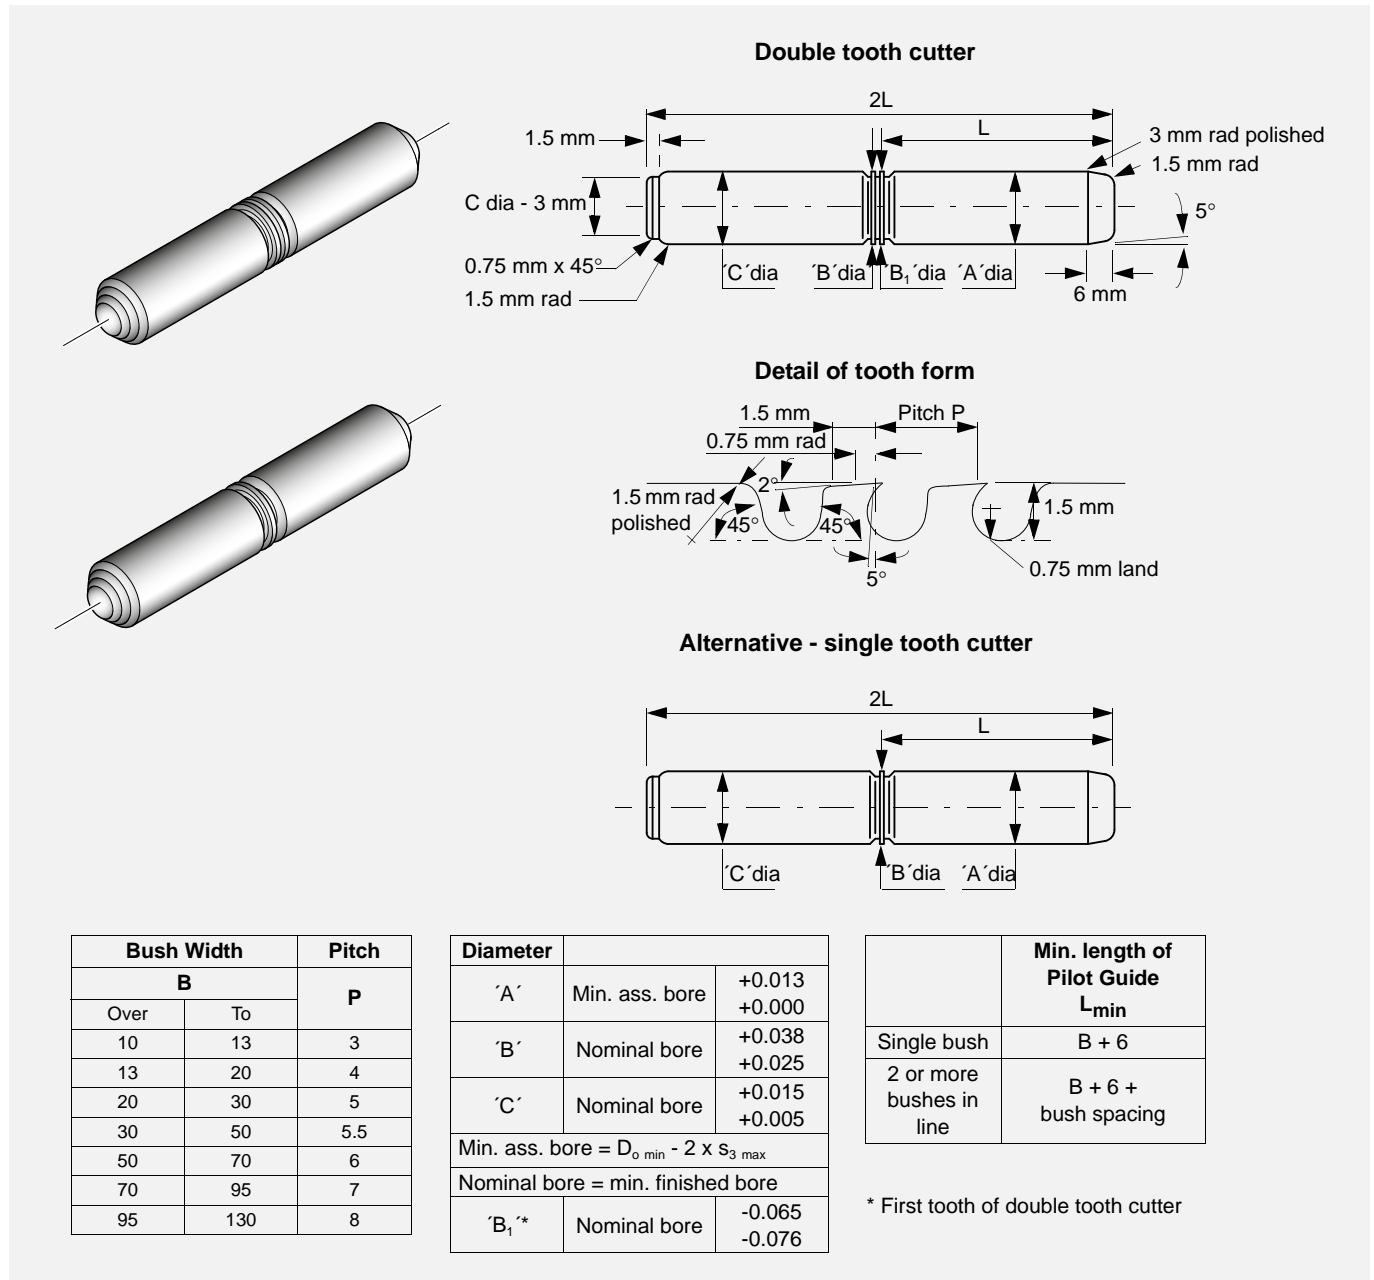 Double tooth cutter
2L
L
1.5 mm
3 mm rad polished
1.5 mm rad
C dia - 3 mm
5°
0.75 mm x 45°
1.5 mm rad
´C´dia
´B´dia
´B₁´dia
´A´dia
6 mm
Detail of tooth form
1.5 mm
Pitch P
0.75 mm rad
2°
1.5 mm rad
polished
45°
45°
1.5 mm
5°
0.75 mm land
Alternative - single tooth cutter
2L
L
´C´dia
´B´dia
´A´dia
Bush Width Pitch
B P
Over To
10 13 3
13 20 4
20 30 5
30 50 5.5
50 70 6
70 95 7
95 130 8
Diameter
´A´ Min. ass. bore +0.013
+0.000
´B´ Nominal bore +0.038
+0.025
´C´ Nominal bore +0.015
+0.005
Min. ass. bore = Do min - 2 x s3 max
Nominal bore = min. finished bore
´B₁´* Nominal bore -0.065
-0.076
Min. length of
Pilot Guide
Lmin
Single bush B + 6
2 or more
bushes in
line
B + 6 +
bush spacing
* First tooth of double tooth cutter